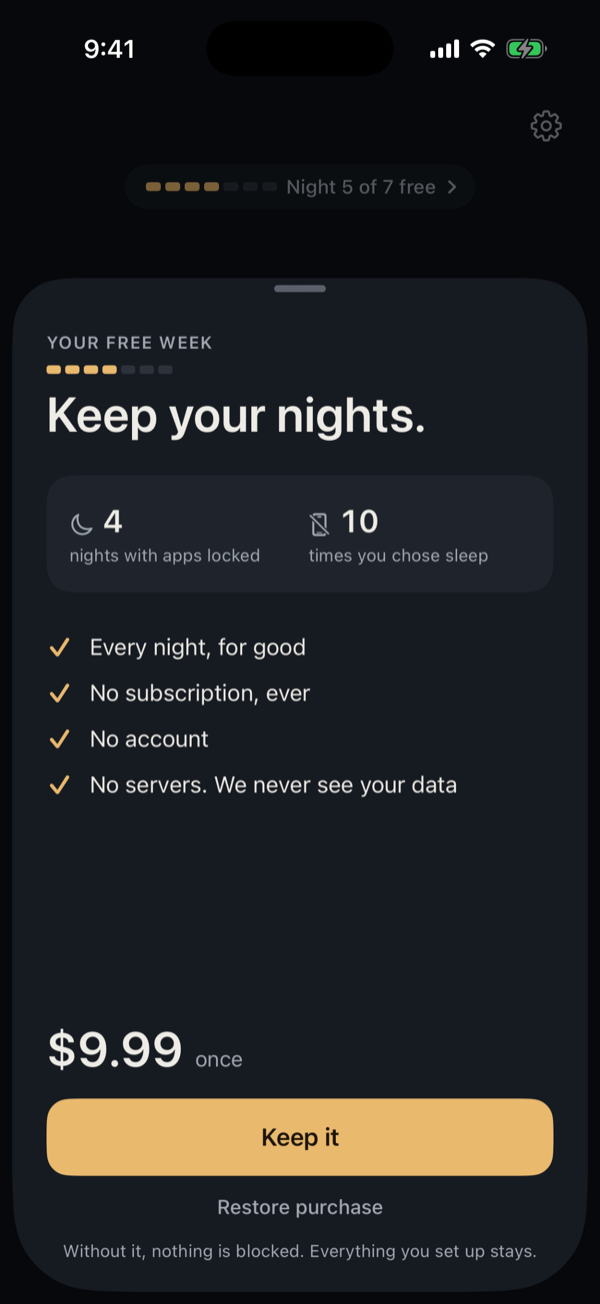 9:41
Night 5 of 7 free
YOUR FREE WEEK
Keep your nights.
4
nights with apps locked
10
times you chose sleep
Every night, for good
No subscription, ever
No account
No servers. We never see your data
$9.99 once
Keep it
Restore purchase
Without it, nothing is blocked. Everything you set up stays.